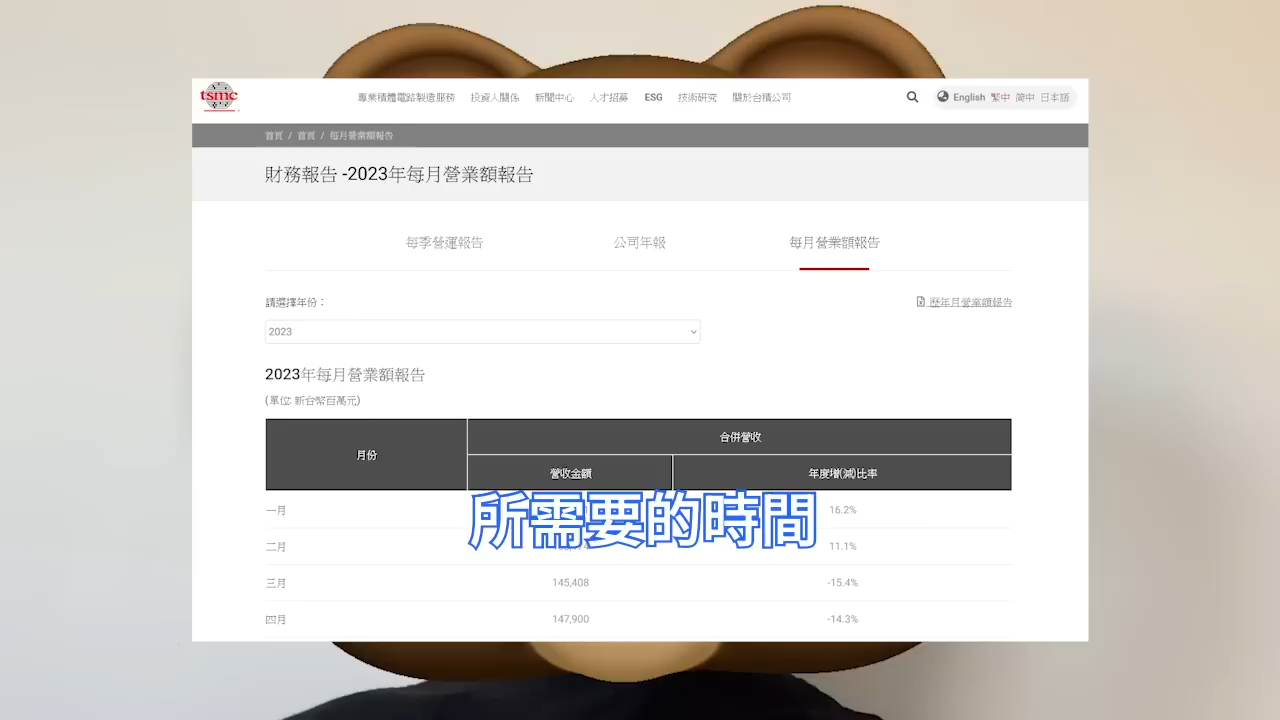 tsmc
專業積體電路製造服務 投資人關係 新聞中心 人才招募 ESG 技術研究 關於台積公司
English 繁中 简中 日本語
首頁 / 首頁 / 每月營業額報告
財務報告 -2023年每月營業額報告
每季營運報告 公司年報 每月營業額報告
請選擇年份：
歷年月營業額報告
2023
2023年每月營業額報告
(單位: 新台幣百萬元)
月份 合併營收
營收金額 年度增(減)比率
一月 16.2%
所需要的時間
二月 11.1%
三月 145,408 -15.4%
四月 147,900 -14.3%